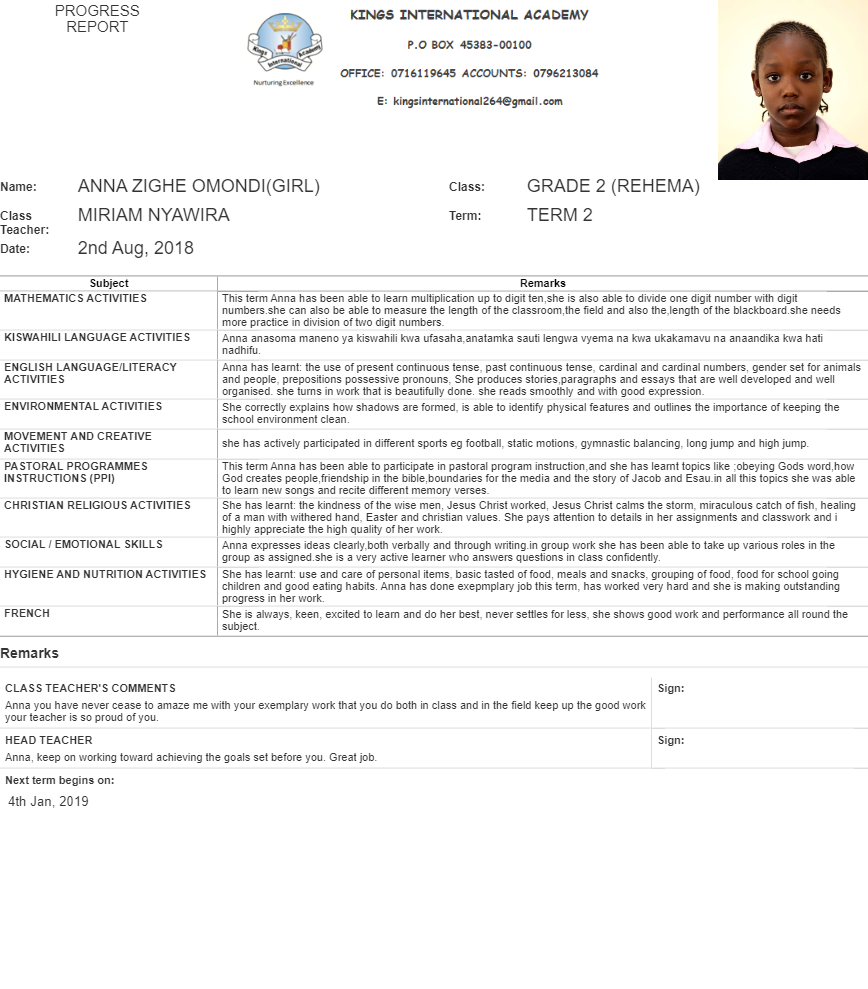 PROGRESS
REPORT
Kings International Academy
Nurturing Excellence
KINGS INTERNATIONAL ACADEMY
P.O BOX 45383-00100
OFFICE: 0716119645 ACCOUNTS: 0796213084
E: kingsinternational264@gmail.com
Name: ANNA ZIGHE OMONDI(GIRL) Class: GRADE 2 (REHEMA)
Class Teacher: MIRIAM NYAWIRA Term: TERM 2
Date: 2nd Aug, 2018
Subject Remarks
MATHEMATICS ACTIVITIES
This term Anna has been able to learn multiplication up to digit ten,she is also able to divide one digit number with digit
numbers.she can also be able to measure the length of the classroom,the field and also the,length of the blackboard.she needs
more practice in division of two digit numbers.
KISWAHILI LANGUAGE ACTIVITIES
Anna anasoma maneno ya kiswahili kwa ufasaha,anatamka sauti lengwa vyema na kwa ukakamavu na anaandika kwa hati
nadhifu.
ENGLISH LANGUAGE/LITERACY
ACTIVITIES
Anna has learnt: the use of present continuous tense, past continuous tense, cardinal and cardinal numbers, gender set for animals
and people, prepositions possessive pronouns, She produces stories,paragraphs and essays that are well developed and well
organised. she turns in work that is beautifully done. she reads smoothly and with good expression.
ENVIRONMENTAL ACTIVITIES
She correctly explains how shadows are formed, is able to identify physical features and outlines the importance of keeping the
school environment clean.
MOVEMENT AND CREATIVE
ACTIVITIES
she has actively participated in different sports eg football, static motions, gymnastic balancing, long jump and high jump.
PASTORAL PROGRAMMES
INSTRUCTIONS (PPI)
This term Anna has been able to participate in pastoral program instruction,and she has learnt topics like ;obeying Gods word,how
God creates people,friendship in the bible,boundaries for the media and the story of Jacob and Esau.in all this topics she was able
to learn new songs and recite different memory verses.
CHRISTIAN RELIGIOUS ACTIVITIES
She has learnt: the kindness of the wise men, Jesus Christ worked, Jesus Christ calms the storm, miraculous catch of fish, healing
of a man with withered hand, Easter and christian values. She pays attention to details in her assignments and classwork and i
highly appreciate the high quality of her work.
SOCIAL / EMOTIONAL SKILLS
Anna expresses ideas clearly,both verbally and through writing.in group work she has been able to take up various roles in the
group as assigned.she is a very active learner who answers questions in class confidently.
HYGIENE AND NUTRITION ACTIVITIES
She has learnt: use and care of personal items, basic tasted of food, meals and snacks, grouping of food, food for school going
children and good eating habits. Anna has done exepmplary job this term, has worked very hard and she is making outstanding
progress in her work.
FRENCH
She is always, keen, excited to learn and do her best, never settles for less, she shows good work and performance all round the
subject.
Remarks
CLASS TEACHER'S COMMENTS
Anna you have never cease to amaze me with your exemplary work that you do both in class and in the field keep up the good work
your teacher is so proud of you.
Sign:
HEAD TEACHER
Anna, keep on working toward achieving the goals set before you. Great job.
Sign:
Next term begins on:
4th Jan, 2019